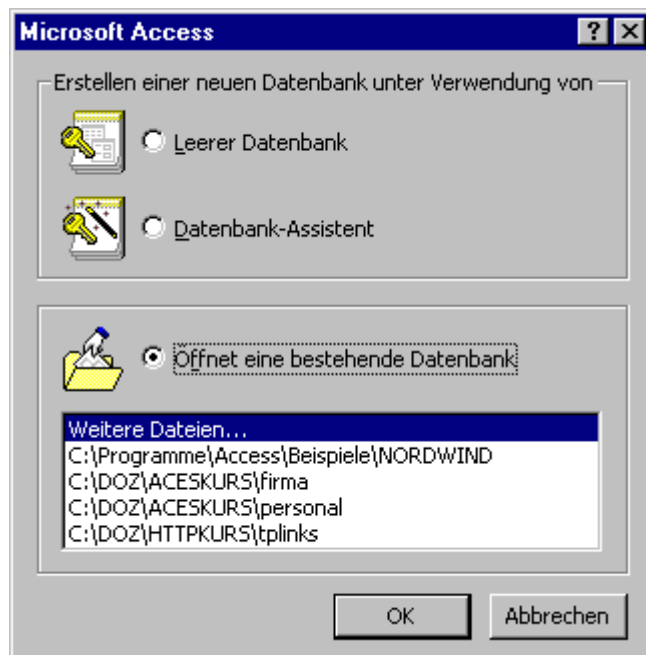 Microsoft Access
Erstellen einer neuen Datenbank unter Verwendung von
Leerer Datenbank
Datenbank-Assistent
Öffnet eine bestehende Datenbank
Weitere Dateien...
C:\Programme\Access\Beispiele\NORDWIND
C:\DOZ\ACESKURS\firma
C:\DOZ\ACESKURS\personal
C:\DOZ\HTTPKURS\tplinks
OK Abbrechen